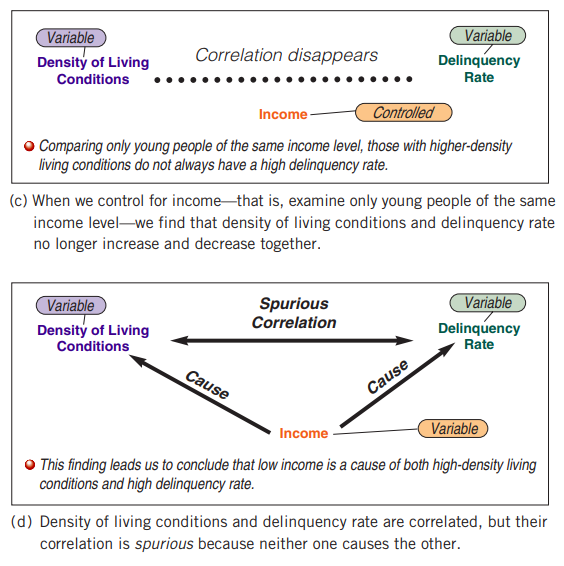 Variable
Density of Living
Conditions
Correlation disappears
Variable
Delinquency
Rate
Income
Controlled
Comparing only young people of the same income level, those with higher-density
living conditions do not always have a high delinquency rate.
(c) When we control for income—that is, examine only young people of the same
income level—we find that density of living conditions and delinquency rate
no longer increase and decrease together.
Variable
Density of Living
Conditions
Spurious
Correlation
Variable
Delinquency
Rate
Cause
Cause
Income
Variable
This finding leads us to conclude that low income is a cause of both high-density living
conditions and high delinquency rate.
(d) Density of living conditions and delinquency rate are correlated, but their
correlation is spurious because neither one causes the other.